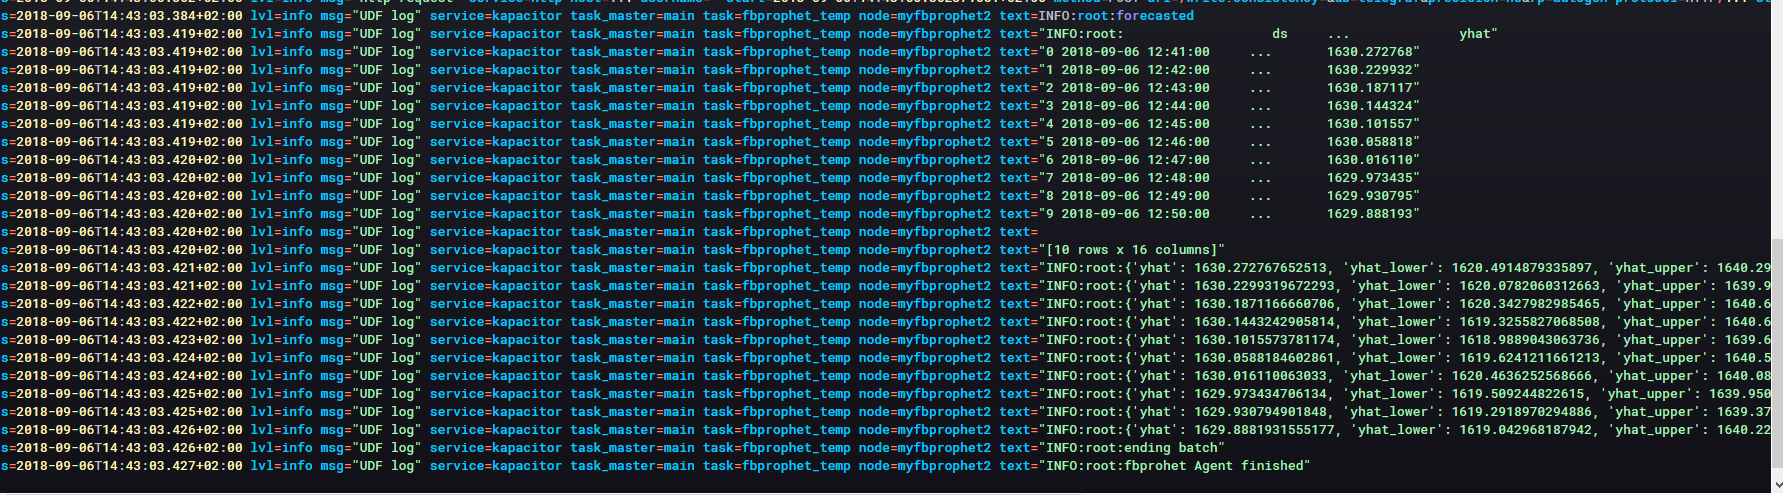 s=2018-09-06T14:43:03.384+02:00 lvl=info msg="UDF log" service=kapacitor task_master=main task=fbprophet_temp node=myfbprophet2 text=INFO:root:forecasted
s=2018-09-06T14:43:03.419+02:00 lvl=info msg="UDF log" service=kapacitor task_master=main task=fbprophet_temp node=myfbprophet2 text="INFO:root: ds ... yhat"
s=2018-09-06T14:43:03.419+02:00 lvl=info msg="UDF log" service=kapacitor task_master=main task=fbprophet_temp node=myfbprophet2 text="0 2018-09-06 12:41:00 ... 1630.272768"
s=2018-09-06T14:43:03.419+02:00 lvl=info msg="UDF log" service=kapacitor task_master=main task=fbprophet_temp node=myfbprophet2 text="1 2018-09-06 12:42:00 ... 1630.229932"
s=2018-09-06T14:43:03.419+02:00 lvl=info msg="UDF log" service=kapacitor task_master=main task=fbprophet_temp node=myfbprophet2 text="2 2018-09-06 12:43:00 ... 1630.187117"
s=2018-09-06T14:43:03.419+02:00 lvl=info msg="UDF log" service=kapacitor task_master=main task=fbprophet_temp node=myfbprophet2 text="3 2018-09-06 12:44:00 ... 1630.144324"
s=2018-09-06T14:43:03.419+02:00 lvl=info msg="UDF log" service=kapacitor task_master=main task=fbprophet_temp node=myfbprophet2 text="4 2018-09-06 12:45:00 ... 1630.101557"
s=2018-09-06T14:43:03.419+02:00 lvl=info msg="UDF log" service=kapacitor task_master=main task=fbprophet_temp node=myfbprophet2 text="5 2018-09-06 12:46:00 ... 1630.058818"
s=2018-09-06T14:43:03.420+02:00 lvl=info msg="UDF log" service=kapacitor task_master=main task=fbprophet_temp node=myfbprophet2 text="6 2018-09-06 12:47:00 ... 1630.016110"
s=2018-09-06T14:43:03.420+02:00 lvl=info msg="UDF log" service=kapacitor task_master=main task=fbprophet_temp node=myfbprophet2 text="7 2018-09-06 12:48:00 ... 1629.973435"
s=2018-09-06T14:43:03.420+02:00 lvl=info msg="UDF log" service=kapacitor task_master=main task=fbprophet_temp node=myfbprophet2 text="8 2018-09-06 12:49:00 ... 1629.930795"
s=2018-09-06T14:43:03.420+02:00 lvl=info msg="UDF log" service=kapacitor task_master=main task=fbprophet_temp node=myfbprophet2 text="9 2018-09-06 12:50:00 ... 1629.888193"
s=2018-09-06T14:43:03.420+02:00 lvl=info msg="UDF log" service=kapacitor task_master=main task=fbprophet_temp node=myfbprophet2 text=
s=2018-09-06T14:43:03.420+02:00 lvl=info msg="UDF log" service=kapacitor task_master=main task=fbprophet_temp node=myfbprophet2 text="[10 rows x 16 columns]"
s=2018-09-06T14:43:03.421+02:00 lvl=info msg="UDF log" service=kapacitor task_master=main task=fbprophet_temp node=myfbprophet2 text="INFO:root:{'yhat': 1630.272767652513, 'yhat_lower': 1620.4914879335897, 'yhat_upper': 1640.29
s=2018-09-06T14:43:03.421+02:00 lvl=info msg="UDF log" service=kapacitor task_master=main task=fbprophet_temp node=myfbprophet2 text="INFO:root:{'yhat': 1630.2299319672293, 'yhat_lower': 1620.0782060312663, 'yhat_upper': 1639.9
s=2018-09-06T14:43:03.422+02:00 lvl=info msg="UDF log" service=kapacitor task_master=main task=fbprophet_temp node=myfbprophet2 text="INFO:root:{'yhat': 1630.1871166660706, 'yhat_lower': 1620.3427982985465, 'yhat_upper': 1640.6
s=2018-09-06T14:43:03.422+02:00 lvl=info msg="UDF log" service=kapacitor task_master=main task=fbprophet_temp node=myfbprophet2 text="INFO:root:{'yhat': 1630.1443242905814, 'yhat_lower': 1619.3255827068508, 'yhat_upper': 1640.6
s=2018-09-06T14:43:03.423+02:00 lvl=info msg="UDF log" service=kapacitor task_master=main task=fbprophet_temp node=myfbprophet2 text="INFO:root:{'yhat': 1630.1015573781174, 'yhat_lower': 1618.9889043063736, 'yhat_upper': 1639.6
s=2018-09-06T14:43:03.424+02:00 lvl=info msg="UDF log" service=kapacitor task_master=main task=fbprophet_temp node=myfbprophet2 text="INFO:root:{'yhat': 1630.0588184602861, 'yhat_lower': 1619.6241211661213, 'yhat_upper': 1640.5
s=2018-09-06T14:43:03.424+02:00 lvl=info msg="UDF log" service=kapacitor task_master=main task=fbprophet_temp node=myfbprophet2 text="INFO:root:{'yhat': 1630.016110063033, 'yhat_lower': 1620.4636252568666, 'yhat_upper': 1640.08
s=2018-09-06T14:43:03.425+02:00 lvl=info msg="UDF log" service=kapacitor task_master=main task=fbprophet_temp node=myfbprophet2 text="INFO:root:{'yhat': 1629.973434706134, 'yhat_lower': 1619.509244822615, 'yhat_upper': 1639.950
s=2018-09-06T14:43:03.425+02:00 lvl=info msg="UDF log" service=kapacitor task_master=main task=fbprophet_temp node=myfbprophet2 text="INFO:root:{'yhat': 1629.930794901848, 'yhat_lower': 1619.2918970294886, 'yhat_upper': 1639.37
s=2018-09-06T14:43:03.426+02:00 lvl=info msg="UDF log" service=kapacitor task_master=main task=fbprophet_temp node=myfbprophet2 text="INFO:root:{'yhat': 1629.8881931555177, 'yhat_lower': 1619.042968187942, 'yhat_upper': 1640.22
s=2018-09-06T14:43:03.426+02:00 lvl=info msg="UDF log" service=kapacitor task_master=main task=fbprophet_temp node=myfbprophet2 text="INFO:root:ending batch"
s=2018-09-06T14:43:03.427+02:00 lvl=info msg="UDF log" service=kapacitor task_master=main task=fbprophet_temp node=myfbprophet2 text="INFO:root:fbprohet Agent finished"